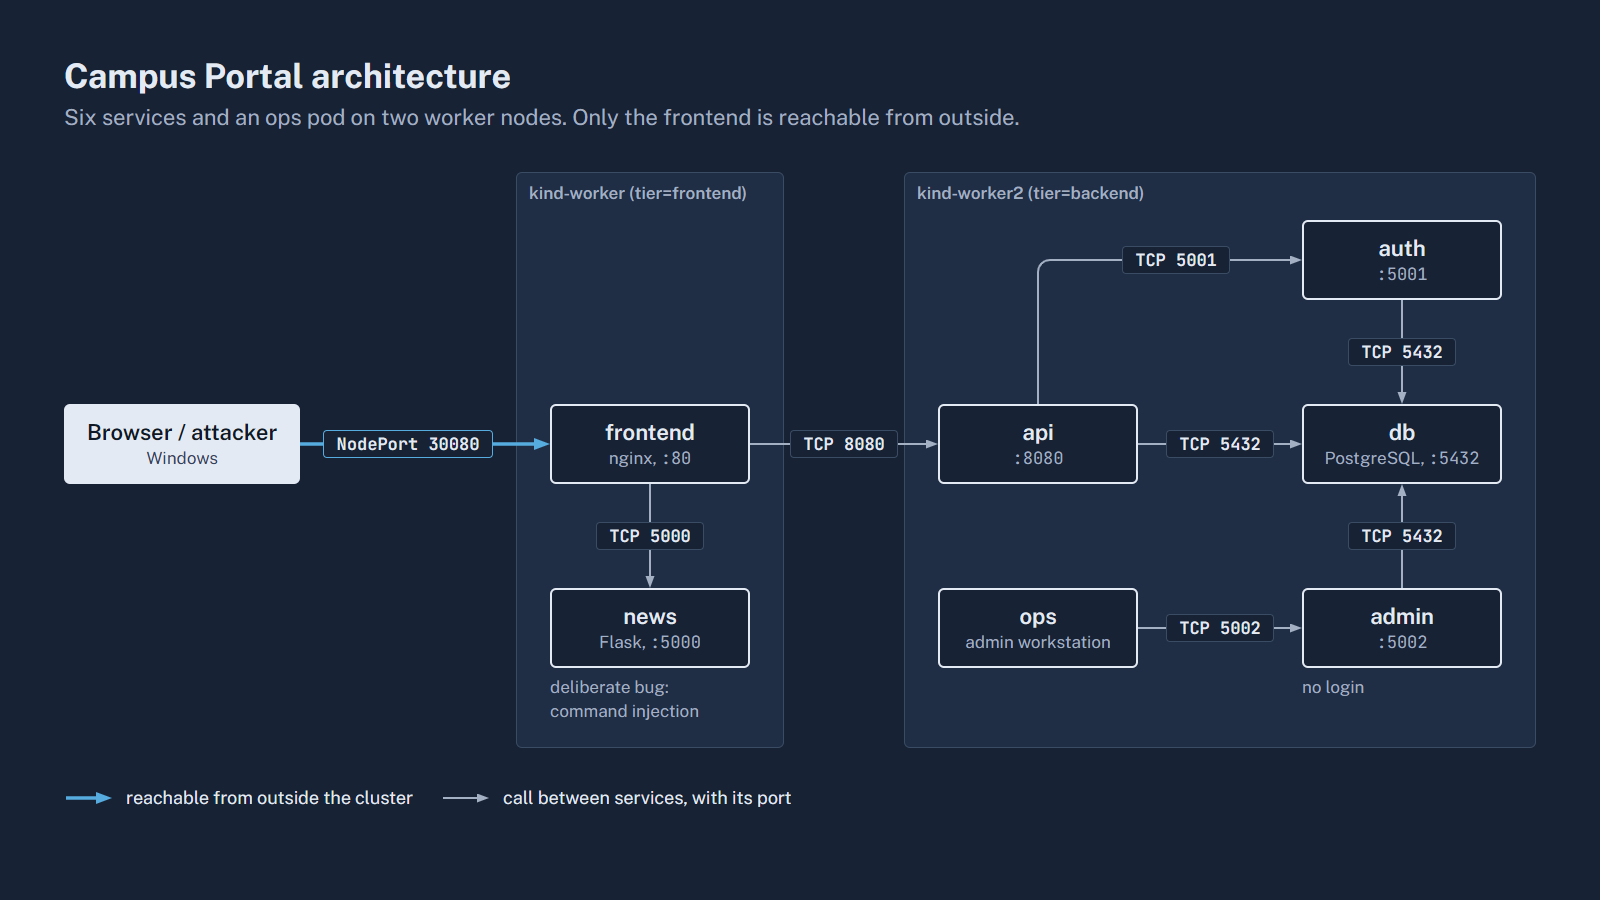 Campus Portal architecture
Six services and an ops pod on two worker nodes. Only the frontend is reachable from outside.
kind-worker (tier=frontend)
kind-worker2 (tier=backend)
auth
:5001
TCP 5001
TCP 5432
Browser / attacker
Windows
NodePort 30080
frontend
nginx, :80
TCP 8080
api
:8080
TCP 5432
db
PostgreSQL, :5432
TCP 5000
TCP 5432
news
Flask, :5000
deliberate bug:
command injection
ops
admin workstation
TCP 5002
admin
:5002
no login
reachable from outside the cluster
call between services, with its port